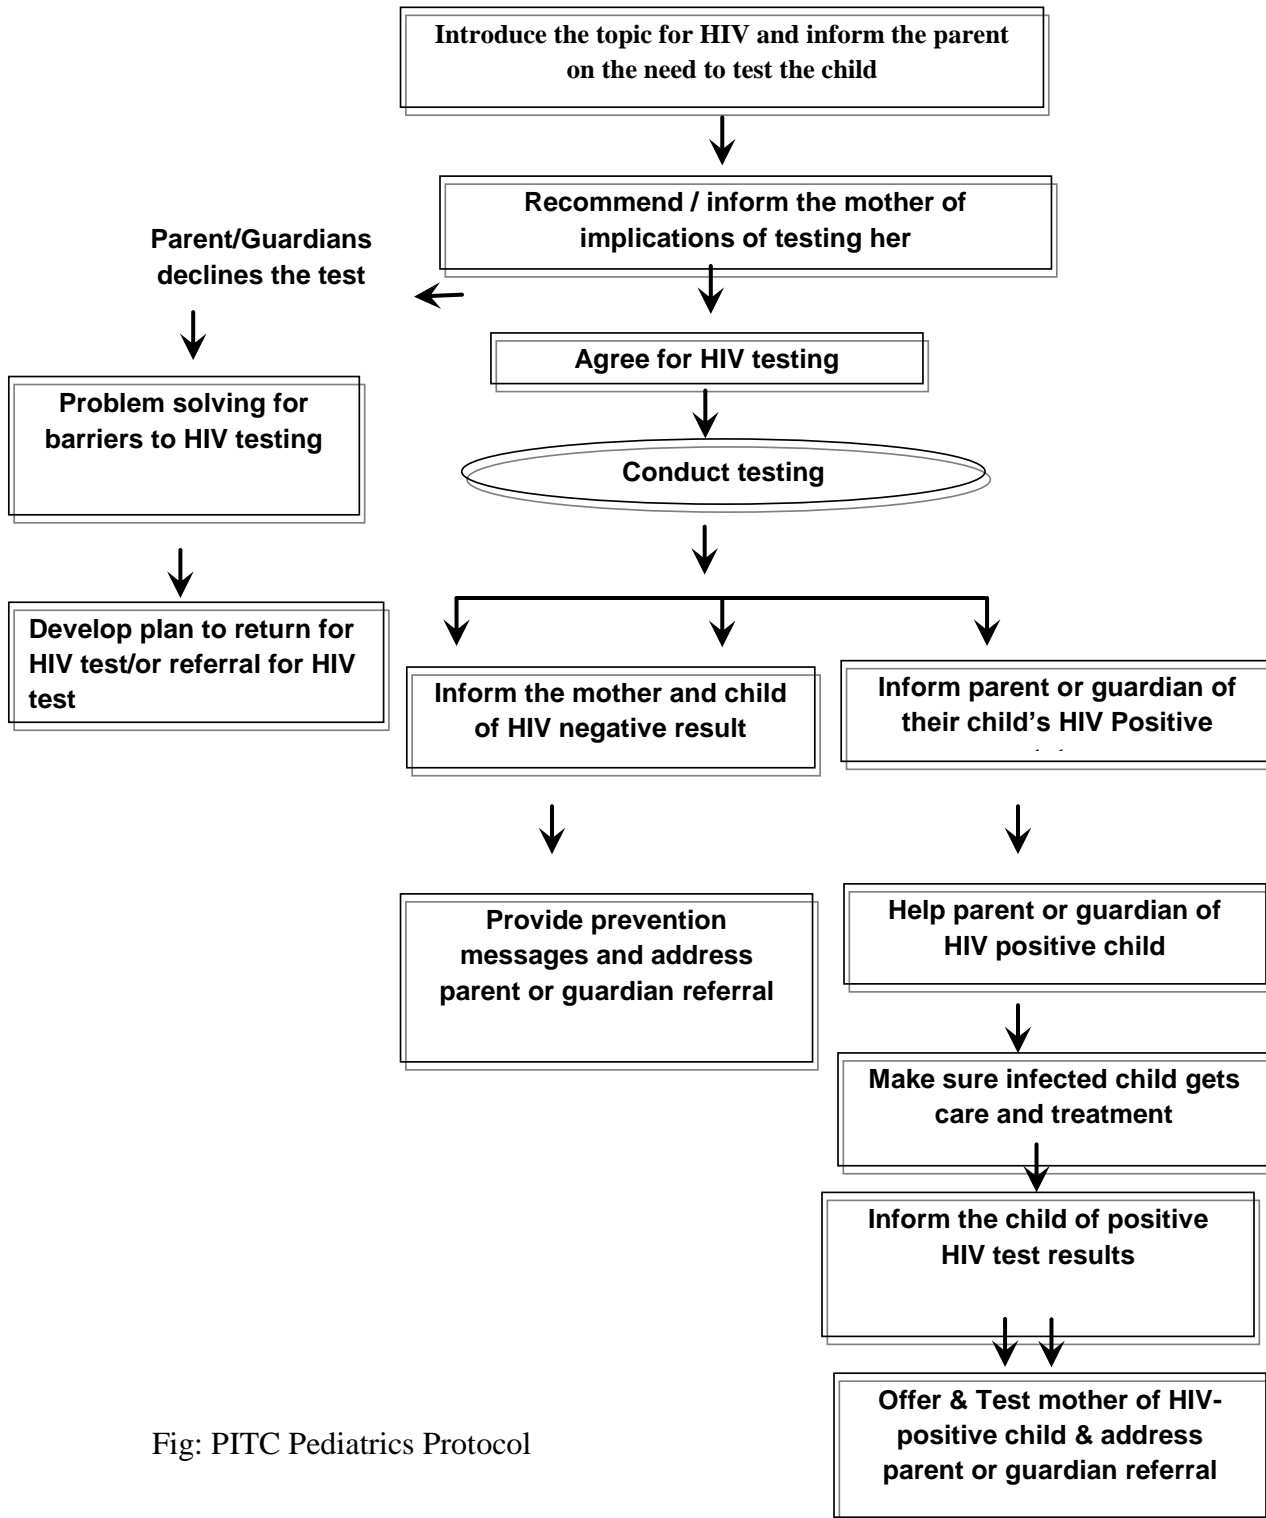 Introduce the topic for HIV and inform the parent
on the need to test the child
Recommend / inform the mother of
implications of testing her
Parent/Guardians
declines the test
Agree for HIV testing
Problem solving for
barriers to HIV testing
Conduct testing
Develop plan to return for
HIV test/or referral for HIV
test
Inform the mother and child
of HIV negative result
Inform parent or guardian of
their child's HIV Positive
Provide prevention
messages and address
parent or guardian referral
Help parent or guardian of
HIV positive child
Make sure infected child gets
care and treatment
Inform the child of positive
HIV test results
Offer & Test mother of HIV-
positive child & address
parent or guardian referral
Fig: PITC Pediatrics Protocol